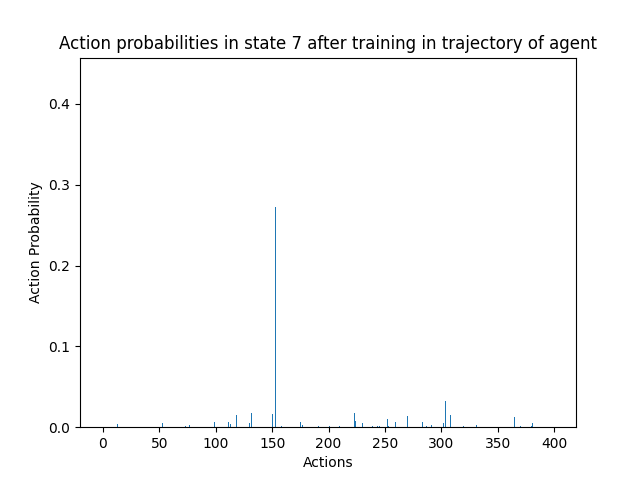 Action probabilities in state 7 after training in trajectory of agent
0.4
0.3
0.2
0.1
0.0
Action Probability
0 50 100 150 200 250 300 350 400
Actions